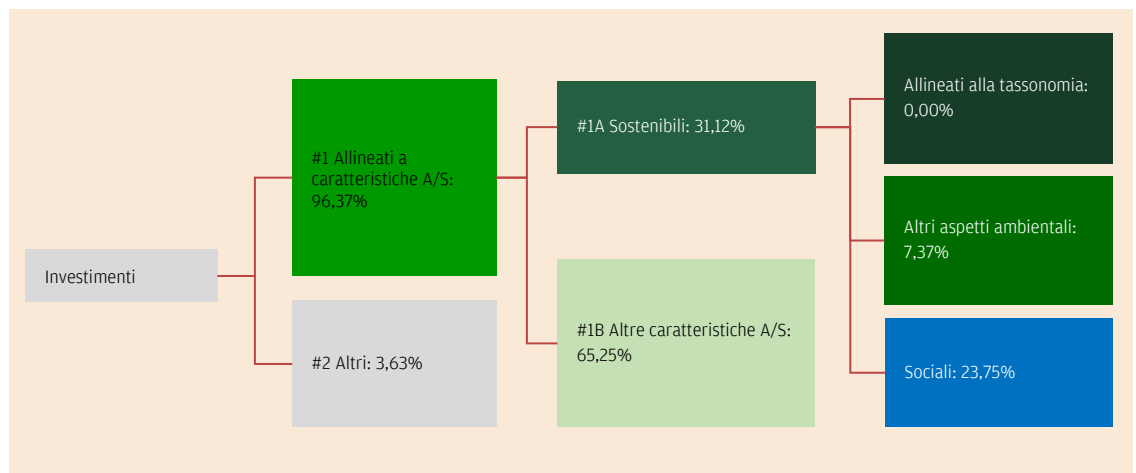 Investimenti
#1 Allineati a
caratteristiche A/S:
96,37%
#2 Altri: 3,63%
#1A Sostenibili: 31,12%
#1B Altre caratteristiche A/S:
65,25%
Allineati alla tassonomia:
0,00%
Altri aspetti ambientali:
7,37%
Sociali: 23,75%